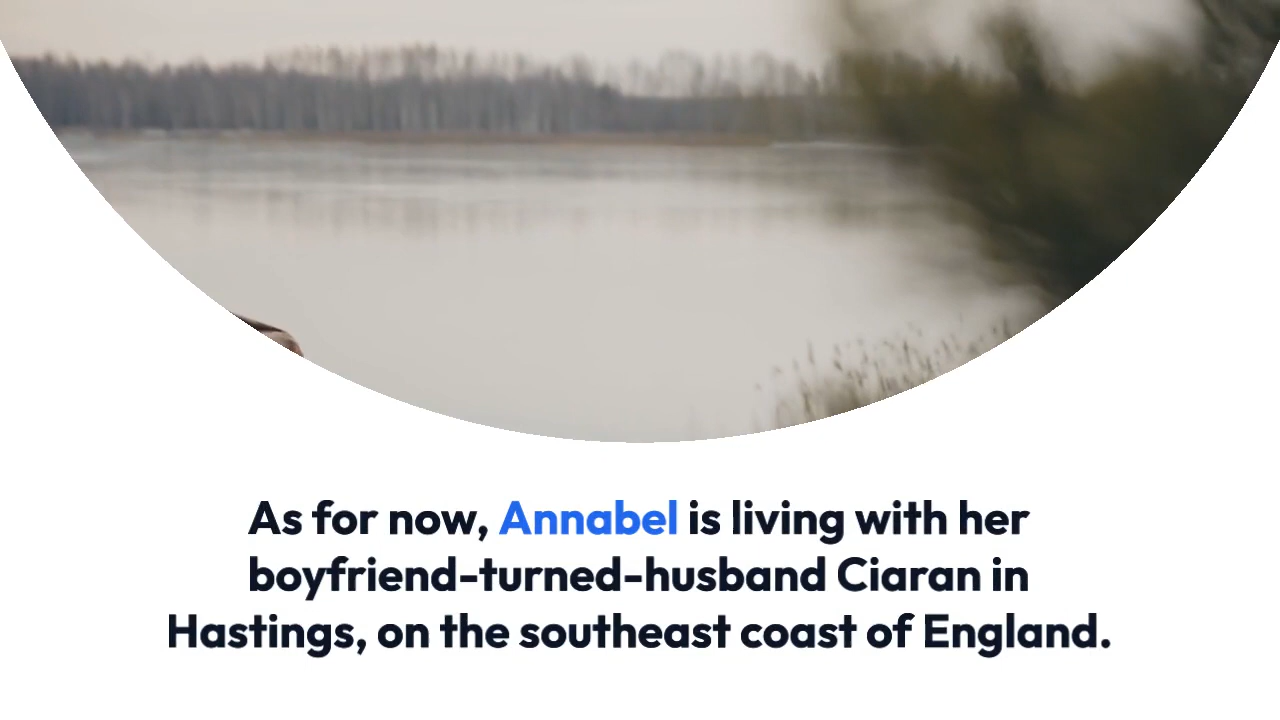 As for now, Annabel is living with her
boyfriend-turned-husband Ciaran in
Hastings, on the southeast coast of England.